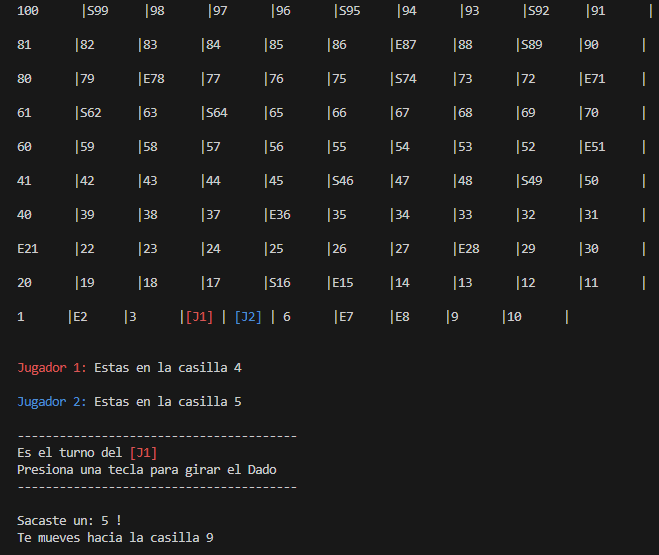 100 |S99 |98 |97 |96 |S95 |94 |93 |S92 |91 |
81 |82 |83 |84 |85 |86 |E87 |88 |S89 |90 |
80 |79 |E78 |77 |76 |75 |S74 |73 |72 |E71 |
61 |S62 |63 |S64 |65 |66 |67 |68 |69 |70 |
60 |59 |58 |57 |56 |55 |54 |53 |52 |E51 |
41 |42 |43 |44 |45 |S46 |47 |48 |S49 |50 |
40 |39 |38 |37 |E36 |35 |34 |33 |32 |31 |
E21 |22 |23 |24 |25 |26 |27 |E28 |29 |30 |
20 |19 |18 |17 |S16 |E15 |14 |13 |12 |11 |
1 |E2 |3 |[J1] | [J2] | 6 |E7 |E8 |9 |10 |
Jugador 1: Estas en la casilla 4
Jugador 2: Estas en la casilla 5
----------------------------------------
Es el turno del [J1]
Presiona una tecla para girar el Dado
----------------------------------------
Sacaste un: 5 !
Te mueves hacia la casilla 9